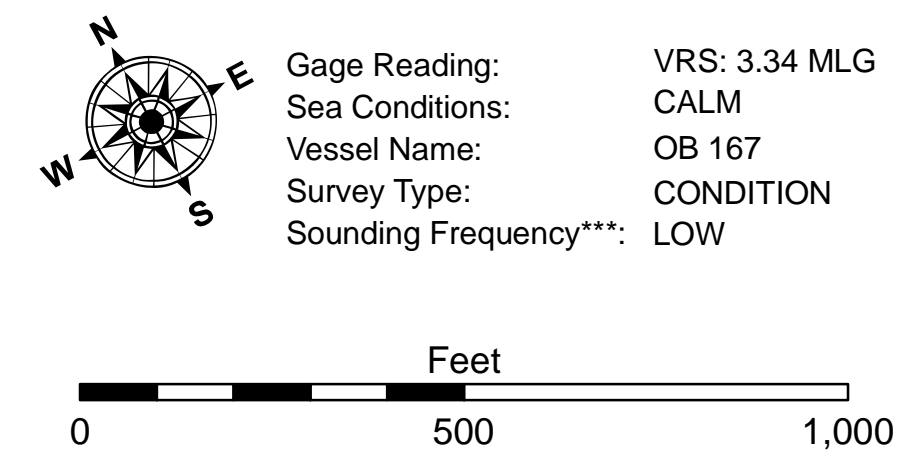 N
E
W
S
Gage Reading: VRS: 3.34 MLG
Sea Conditions: CALM
Vessel Name: OB 167
Survey Type: CONDITION
Sounding Frequency***: LOW
Feet
0 500 1,000